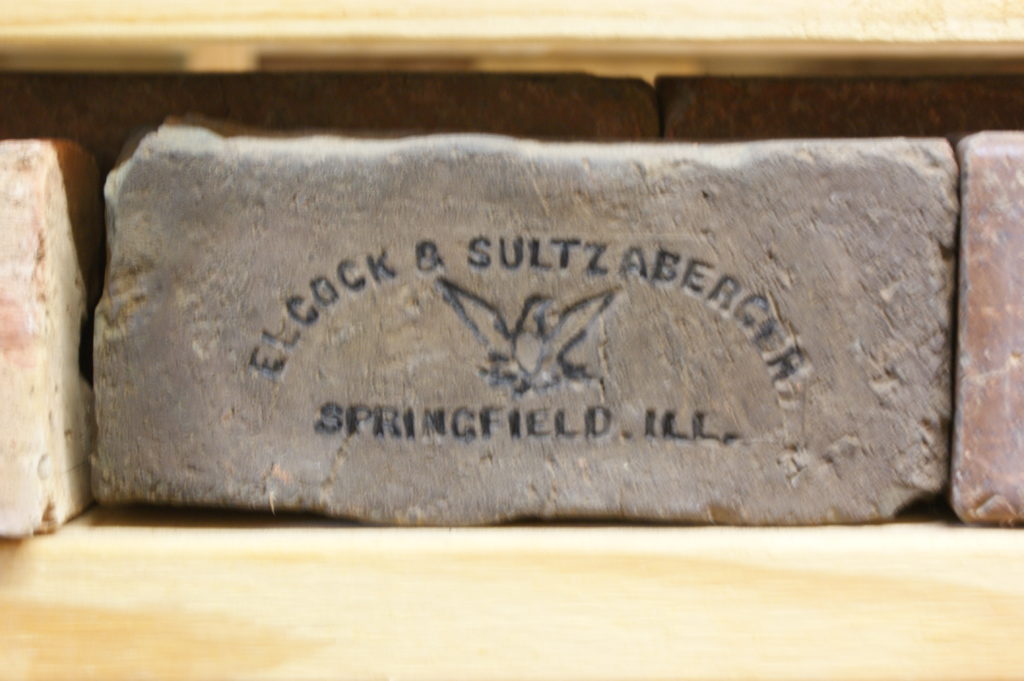 ELCOCK & SULTZABERGER
SPRINGFIELD. ILL.